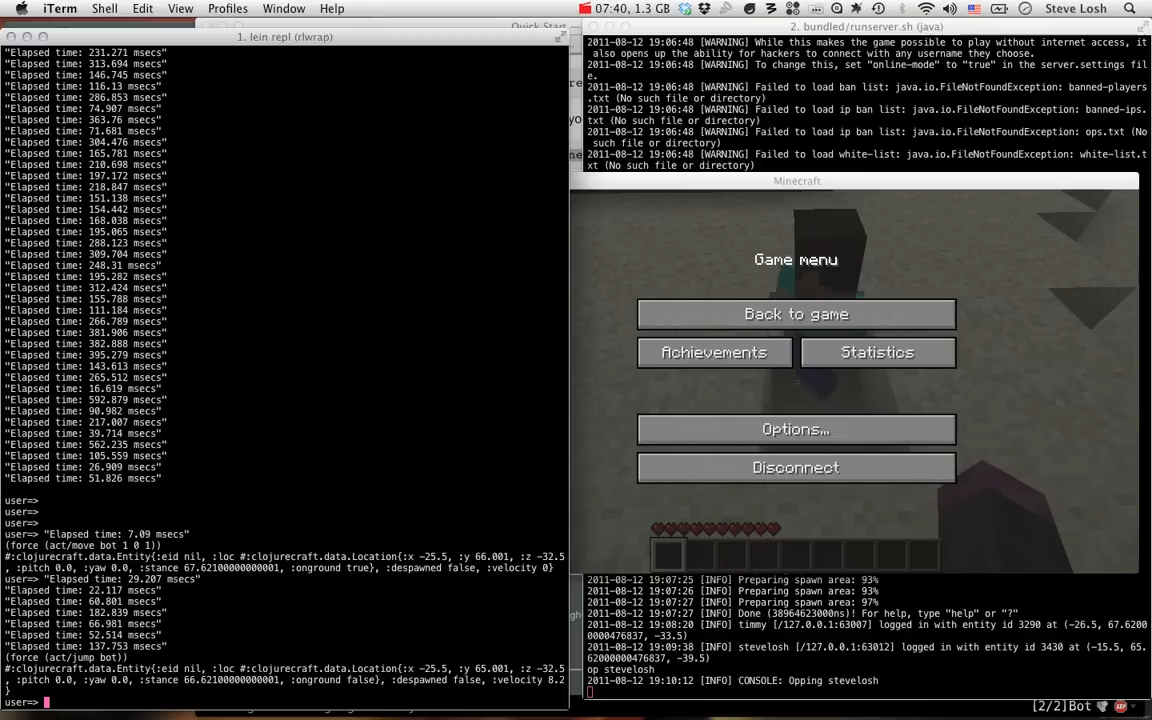 iTerm Shell Edit View Profiles Window Help
07:40, 1.3 GB
Steve Losh
1. lein repl (rlwrap)
"Elapsed time: 231.271 msecs"
"Elapsed time: 313.694 msecs"
"Elapsed time: 146.745 msecs"
"Elapsed time: 116.13 msecs"
"Elapsed time: 286.853 msecs"
"Elapsed time: 74.907 msecs"
"Elapsed time: 363.76 msecs"
"Elapsed time: 71.681 msecs"
"Elapsed time: 304.476 msecs"
"Elapsed time: 165.781 msecs"
"Elapsed time: 210.698 msecs"
"Elapsed time: 197.172 msecs"
"Elapsed time: 218.847 msecs"
"Elapsed time: 151.138 msecs"
"Elapsed time: 154.442 msecs"
"Elapsed time: 168.038 msecs"
"Elapsed time: 195.065 msecs"
"Elapsed time: 288.123 msecs"
"Elapsed time: 309.704 msecs"
"Elapsed time: 248.31 msecs"
"Elapsed time: 195.282 msecs"
"Elapsed time: 312.424 msecs"
"Elapsed time: 155.788 msecs"
"Elapsed time: 111.184 msecs"
"Elapsed time: 266.789 msecs"
"Elapsed time: 381.906 msecs"
"Elapsed time: 382.888 msecs"
"Elapsed time: 395.279 msecs"
"Elapsed time: 143.613 msecs"
"Elapsed time: 265.512 msecs"
"Elapsed time: 16.619 msecs"
"Elapsed time: 592.879 msecs"
"Elapsed time: 90.982 msecs"
"Elapsed time: 217.007 msecs"
"Elapsed time: 39.714 msecs"
"Elapsed time: 562.235 msecs"
"Elapsed time: 105.559 msecs"
"Elapsed time: 26.909 msecs"
"Elapsed time: 51.826 msecs"
user=>
user=>
user=>
user=> "Elapsed time: 7.09 msecs"
(force (act/move bot 1 0 1))
#:clojurecraft.data.Entity{:eid nil, :loc #:clojurecraft.data.Location{:x -25.5, :y 66.001, :z -32.5
, :pitch 0.0, :yaw 0.0, :stance 67.62100000000001, :onground true}, :despawned false, :velocity 0}
user=> "Elapsed time: 29.207 msecs"
"Elapsed time: 22.117 msecs"
"Elapsed time: 60.801 msecs"
"Elapsed time: 182.839 msecs"
"Elapsed time: 66.981 msecs"
"Elapsed time: 52.514 msecs"
"Elapsed time: 137.753 msecs"
(force (act/jump bot))
#:clojurecraft.data.Entity{:eid nil, :loc #:clojurecraft.data.Location{:x -25.5, :y 65.001, :z -32.5
, :pitch 0.0, :yaw 0.0, :stance 66.62100000000001, :onground false}, :despawned false, :velocity 8.2
}
user=>
Quick Start
2. bundled/runserver.sh (java)
2011-08-12 19:06:48 [WARNING] While this makes the game possible to play without internet access, it
also opens up the ability for hackers to connect with any username they choose.
2011-08-12 19:06:48 [WARNING] To change this, set "online-mode" to "true" in the server.settings fil
e.
2011-08-12 19:06:48 [WARNING] Failed to load ban list: java.io.FileNotFoundException: banned-players
.txt (No such file or directory)
2011-08-12 19:06:48 [WARNING] Failed to load ip ban list: java.io.FileNotFoundException: banned-ips.
txt (No such file or directory)
2011-08-12 19:06:48 [WARNING] Failed to load ip ban list: java.io.FileNotFoundException: ops.txt (No
such file or directory)
2011-08-12 19:06:48 [WARNING] Failed to load white-list: java.io.FileNotFoundException: white-list.t
xt (No such file or directory)
Minecraft
Game menu
Back to game
Achievements
Statistics
Options...
Disconnect
2011-08-12 19:07:25 [INFO] Preparing spawn area: 93%
2011-08-12 19:07:26 [INFO] Preparing spawn area: 93%
2011-08-12 19:07:27 [INFO] Preparing spawn area: 97%
2011-08-12 19:07:27 [INFO] Done (38964623000ns)! For help, type "help" or "?"
2011-08-12 19:08:20 [INFO] timmy [/127.0.0.1:63007] logged in with entity id 3290 at (-26.5, 67.6200
0000476837, -33.5)
2011-08-12 19:09:38 [INFO] stevelosh [/127.0.0.1:63012] logged in with entity id 3430 at (-15.5, 65.
62000000476837, -39.5)
op stevelosh
2011-08-12 19:10:12 [INFO] CONSOLE: Opping stevelosh
[2/2]Bot
ABP